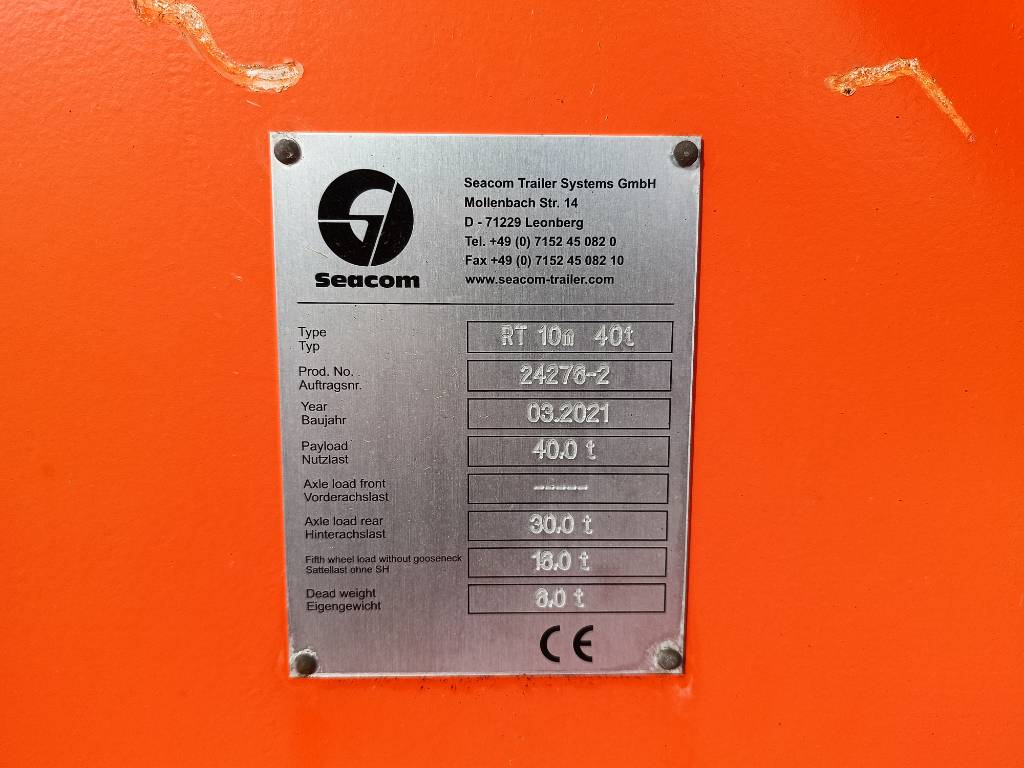 Seacom
Seacom Trailer Systems GmbH
Mollenbach Str. 14
D - 71229 Leonberg
Tel. +49 (0) 7152 45 082 0
Fax +49 (0) 7152 45 082 10
www.seacom-trailer.com
Type
Typ
RT 10m 40t
Prod. No.
Auftragsnr.
24276-2
Year
Baujahr
03.2021
Payload
Nutzlast
40.0 t
Axle load front
Vorderachslast
-----
Axle load rear
Hinterachslast
30.0 t
Fifth wheel load without gooseneck
Sattellast ohne SH
16.0 t
Dead weight
Eigengewicht
6.0 t
CE